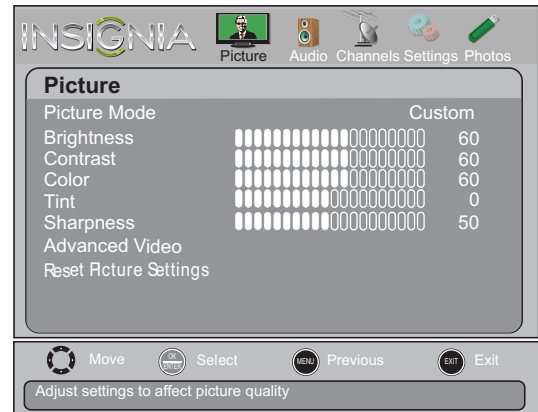 INSIGNIA
Picture Audio Channels Settings Photos
Picture
Picture Mode Custom
Brightness 60
Contrast 60
Color 60
Tint 0
Sharpness 50
Advanced Video
Reset Picture Settings
Move OK ENTER Select MENU Previous EXIT Exit
Adjust settings to affect picture quality